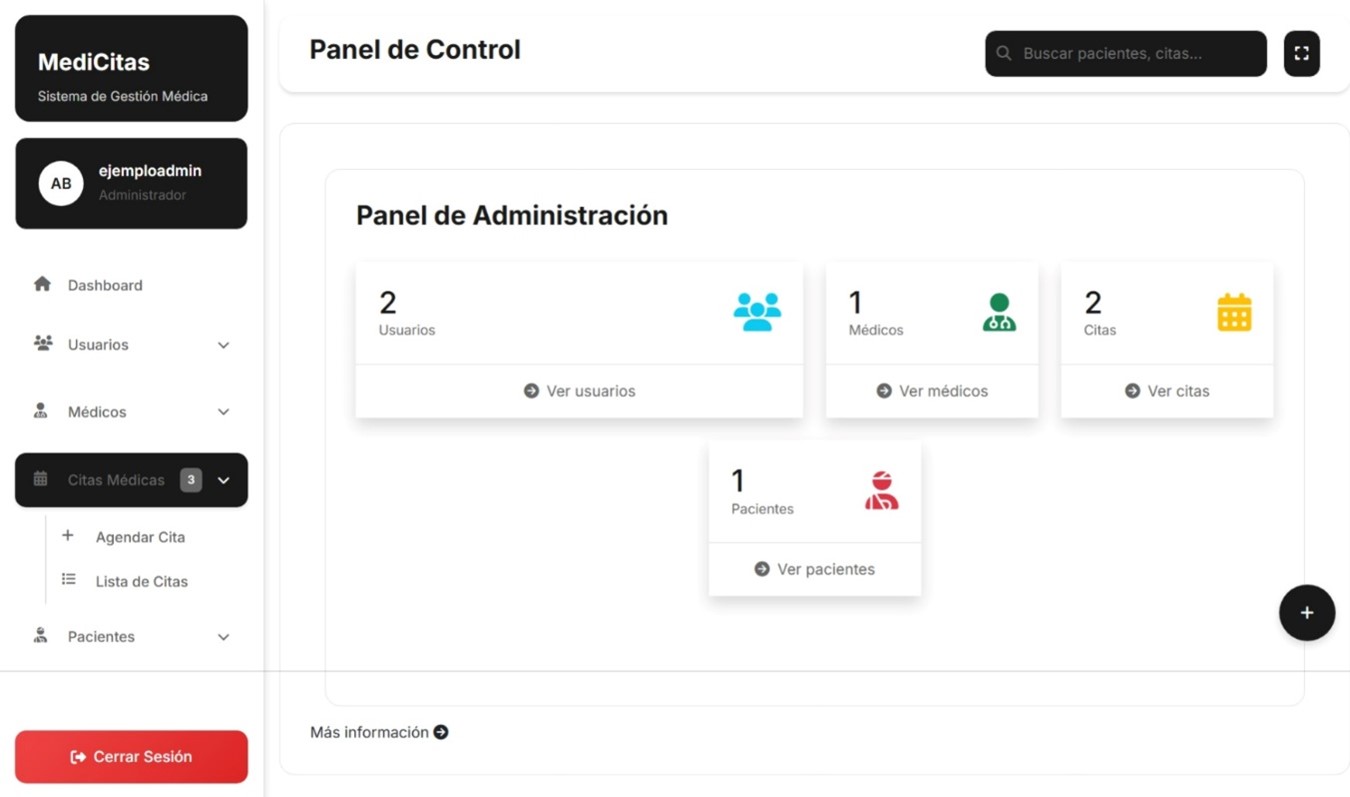 MediCitas
Sistema de Gestión Médica
AB
ejemploadmin
Administrador
Dashboard
Usuarios
Médicos
Citas Médicas 3
+ Agendar Cita
Lista de Citas
Pacientes
Cerrar Sesión
Panel de Control
Buscar pacientes, citas...
Panel de Administración
2
Usuarios
Ver usuarios
1
Médicos
Ver médicos
2
Citas
Ver citas
1
Pacientes
Ver pacientes
+
Más información